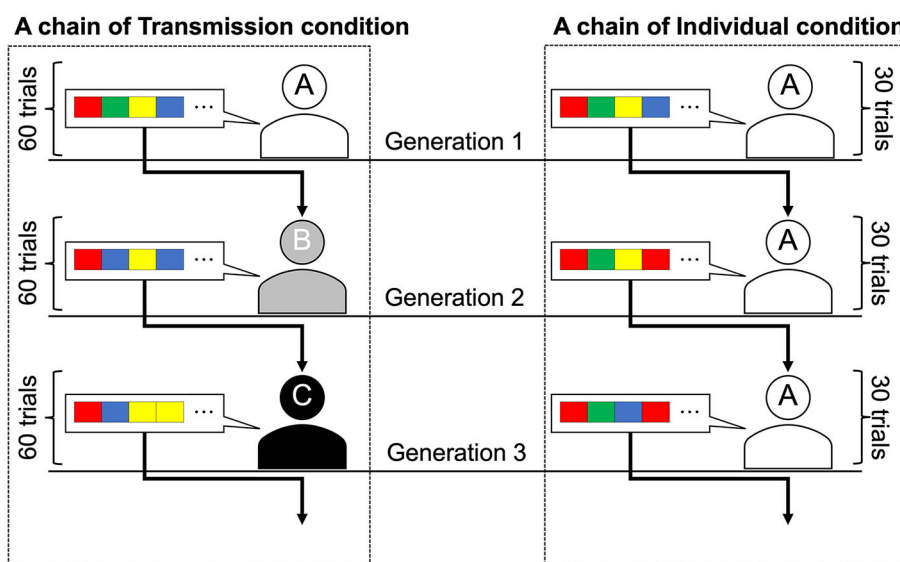 A chain of Transmission condition
A chain of Individual condition
60 trials
A
...
Generation 1
...
A
30 trials
60 trials
B
...
Generation 2
...
A
30 trials
60 trials
C
...
Generation 3
...
A
30 trials